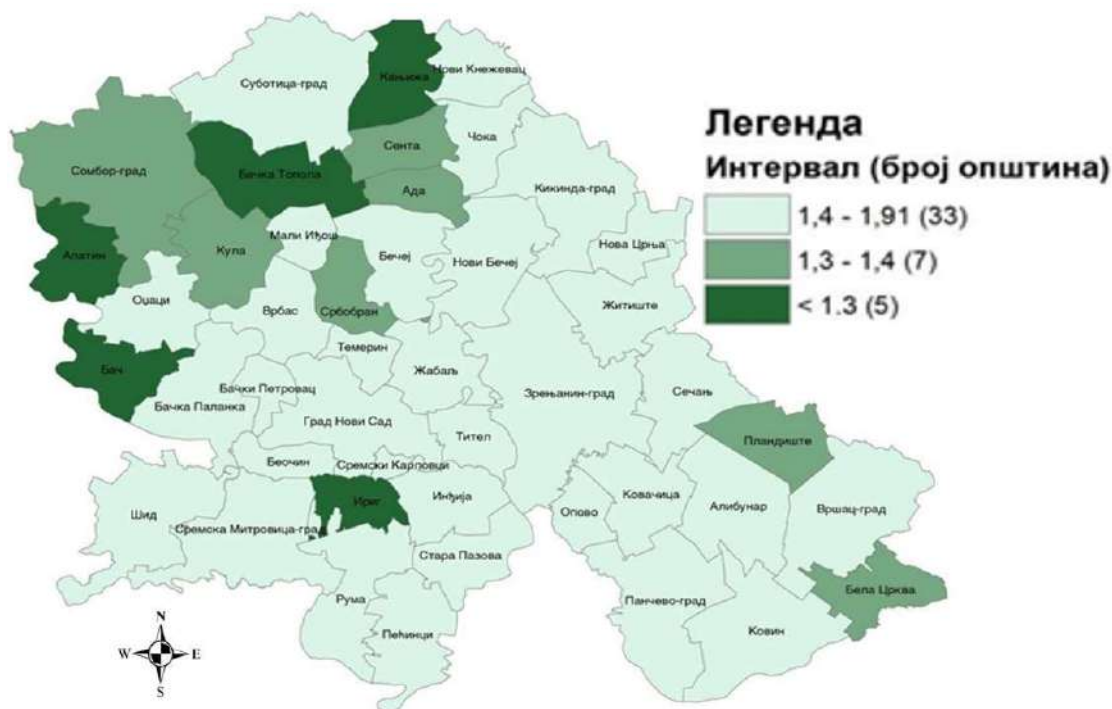 Суботица-град
Кањижа
Нови Кнежевац
Чока
Сента
Сомбор-град
Бачка Топола
Ада
Кикинда-град
Апатин
Кула
Мали Иђош
Бечеј
Нови Бечеј
Нова Црња
Оџаци
Врбас
Србобран
Житиште
Темерин
Бач
Жабаљ
Бачки Петровац
Бачка Паланка
Зрењанин-град
Сечањ
Град Нови Сад
Тител
Пландиште
Беочин
Сремски Карловци
Ириг
Инђија
Ковачица
Опово
Алибунар
Вршац-град
Шид
Сремска Митровица-град
Стара Пазова
Рума
Панчево-град
Бела Црква
Пећинци
Ковин
N
W
E
S
Легенда
Интервал (број општина)
1,4 - 1,91 (33)
1,3 - 1,4 (7)
< 1.3 (5)